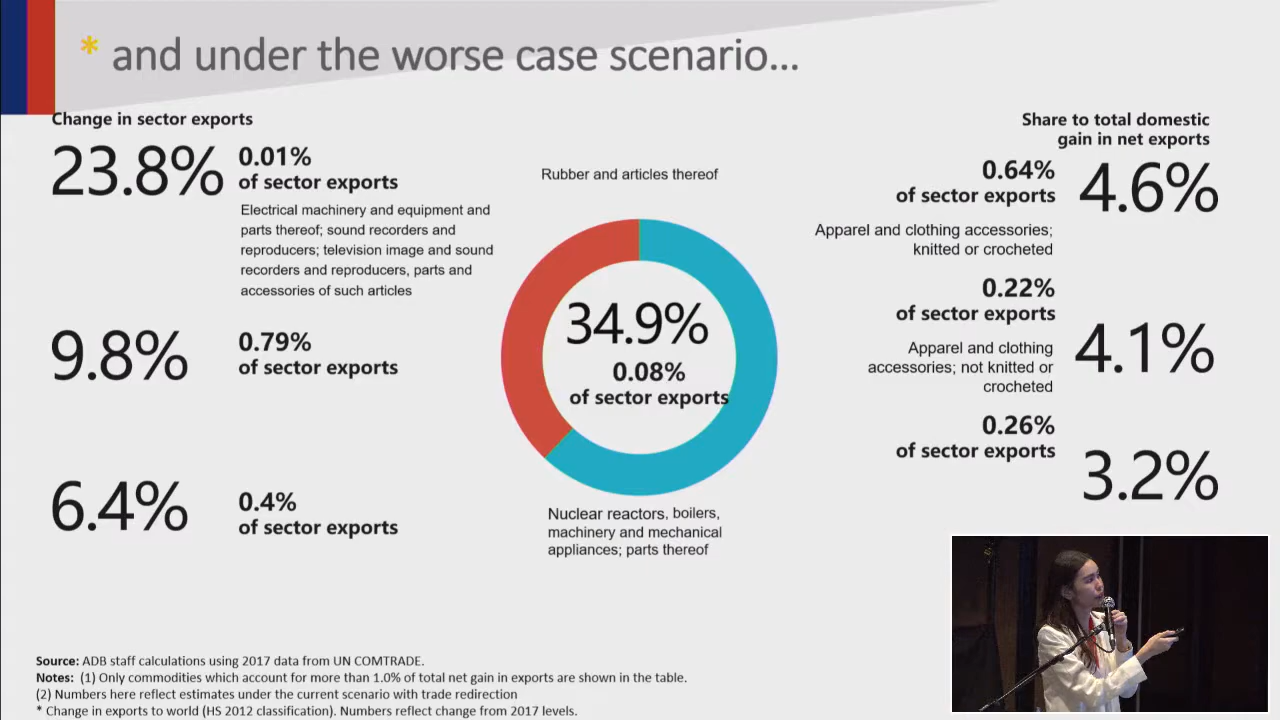 * and under the worse case scenario...
Change in sector exports
23.8%
0.01%
of sector exports
Electrical machinery and equipment and
parts thereof; sound recorders and
reproducers; television image and sound
recorders and reproducers, parts and
accessories of such articles
9.8%
0.79%
of sector exports
6.4%
0.4%
of sector exports
Rubber and articles thereof
34.9%
0.08%
of sector exports
Nuclear reactors, boilers,
machinery and mechanical
appliances; parts thereof
Share to total domestic
gain in net exports
0.64%
of sector exports
4.6%
Apparel and clothing accessories;
knitted or crocheted
0.22%
of sector exports
4.1%
Apparel and clothing
accessories; not knitted or
crocheted
0.26%
of sector exports
3.2%
Source: ADB staff calculations using 2017 data from UN COMTRADE.
Notes: (1) Only commodities which account for more than 1.0% of total net gain in exports are shown in the table.
(2) Numbers here reflect estimates under the current scenario with trade redirection
* Change in exports to world (HS 2012 classification). Numbers reflect change from 2017 levels.